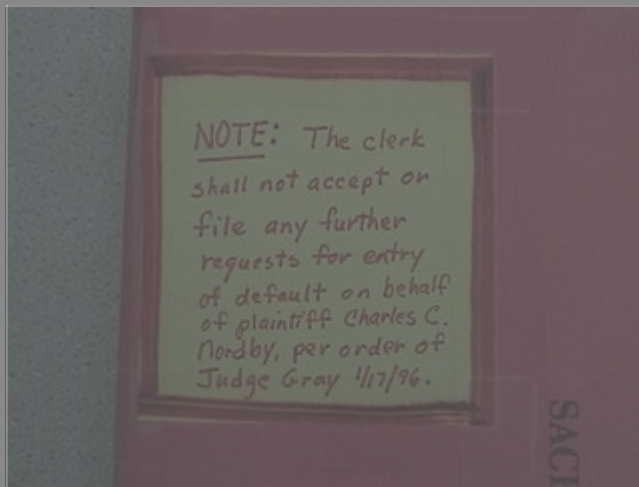 NOTE: The clerk
shall not accept or
file any further
requests for entry
of default on behalf
of plaintiff Charles C.
Nordby, per order of
Judge Gray 1/17/96.